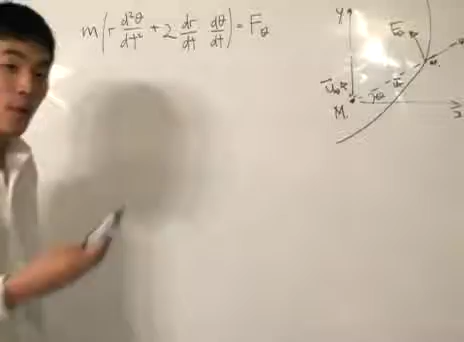 m(r d²θ/dt² + 2 dr/dt dθ/dt) = F_θ
y
M